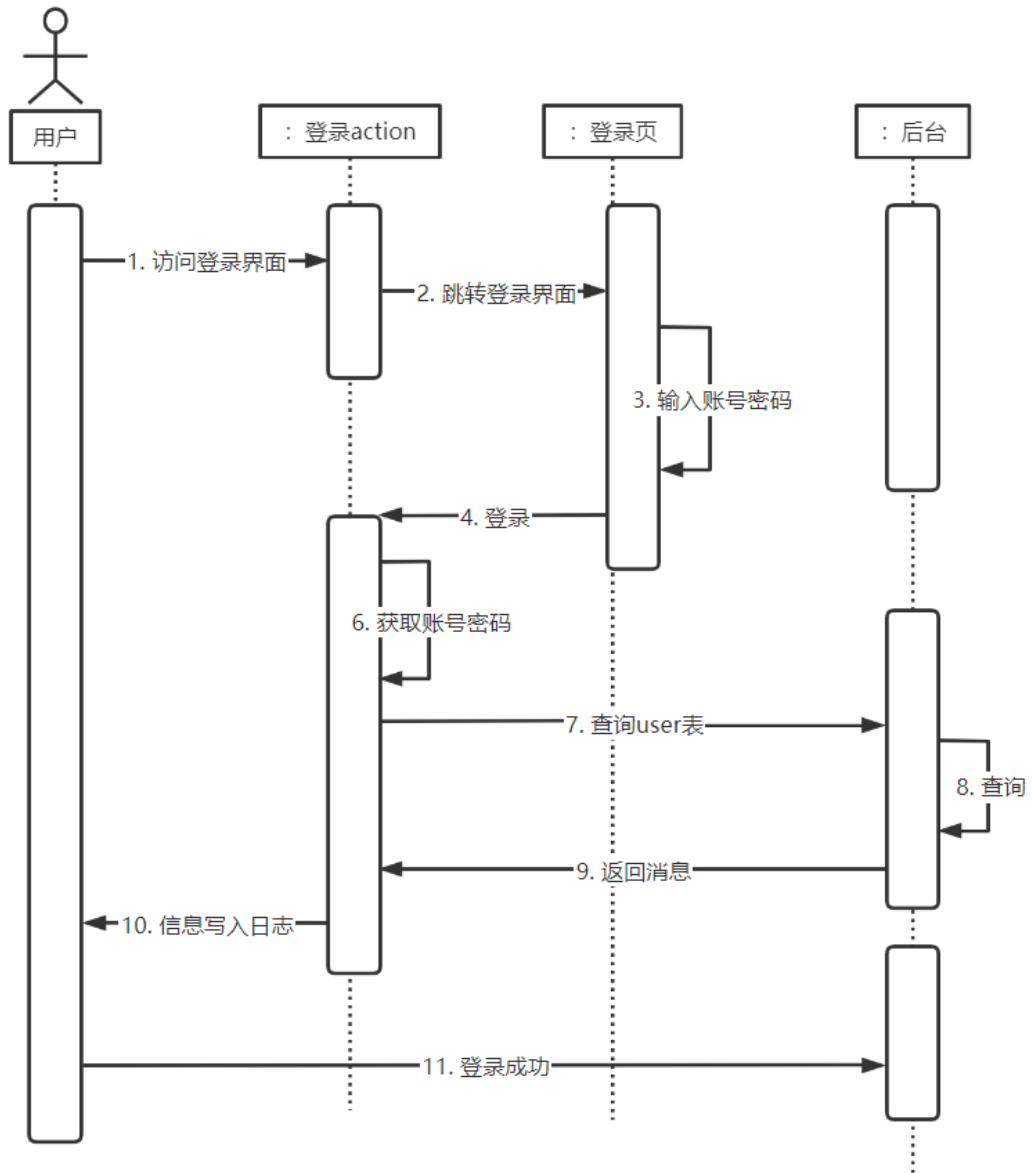 用户
: 登录action
: 登录页
: 后台
1. 访问登录界面
2. 跳转登录界面
3. 输入账号密码
4. 登录
6. 获取账号密码
7. 查询user表
8. 查询
9. 返回消息
10. 信息写入日志
11. 登录成功